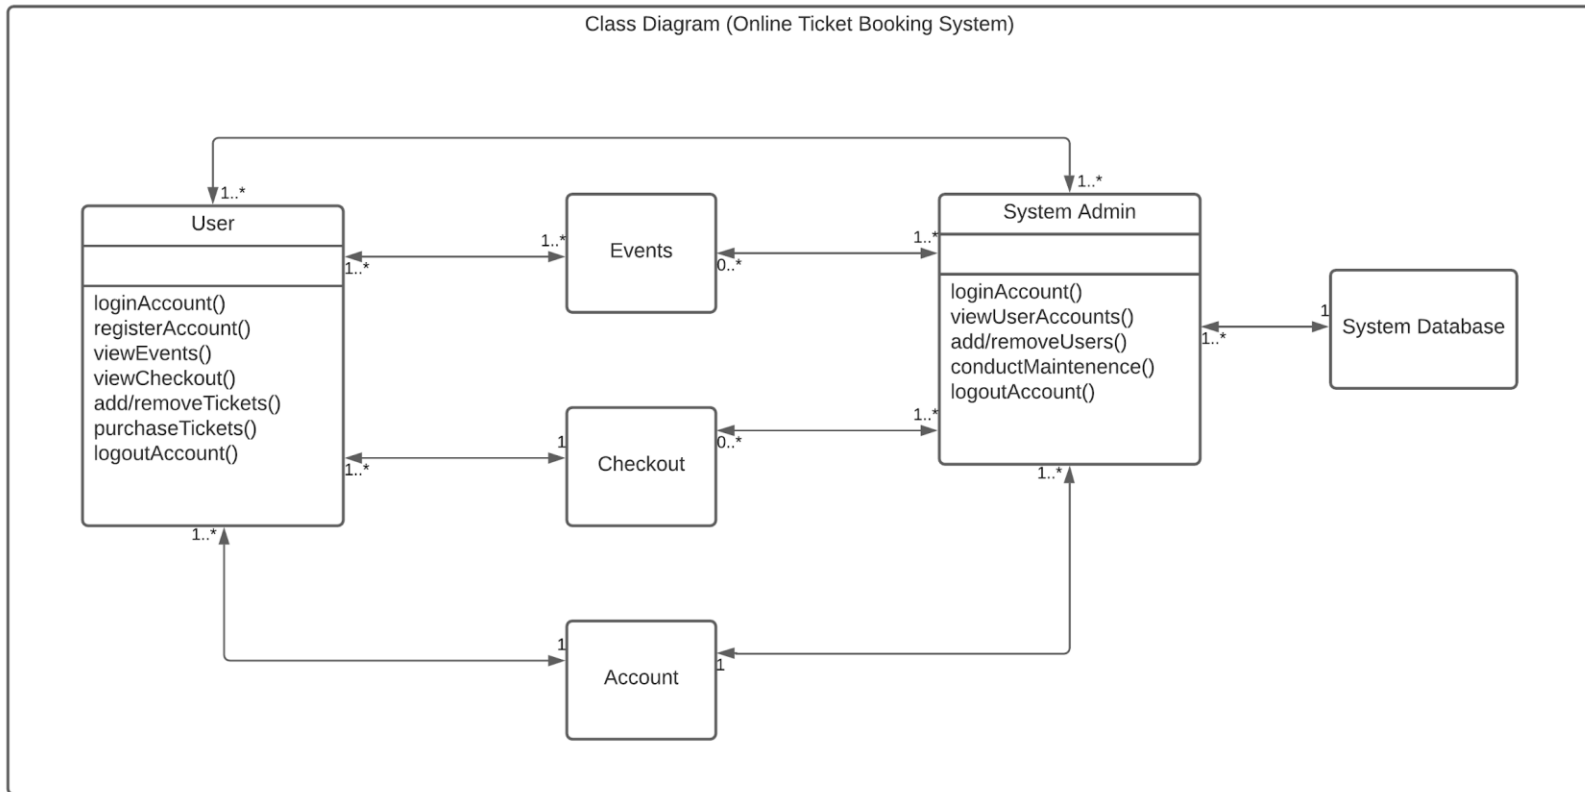 Class Diagram (Online Ticket Booking System)
1..*
1..*
User
System Admin
Events
1..*
1..*
1..*
0..*
loginAccount()
registerAccount()
viewEvents()
viewCheckout()
add/removeTickets()
purchaseTickets()
logoutAccount()
loginAccount()
viewUserAccounts()
add/removeUsers()
conductMaintenence()
logoutAccount()
1
1..*
System Database
1
1..*
Checkout
1..*
0..*
1..*
1..*
1
1
Account